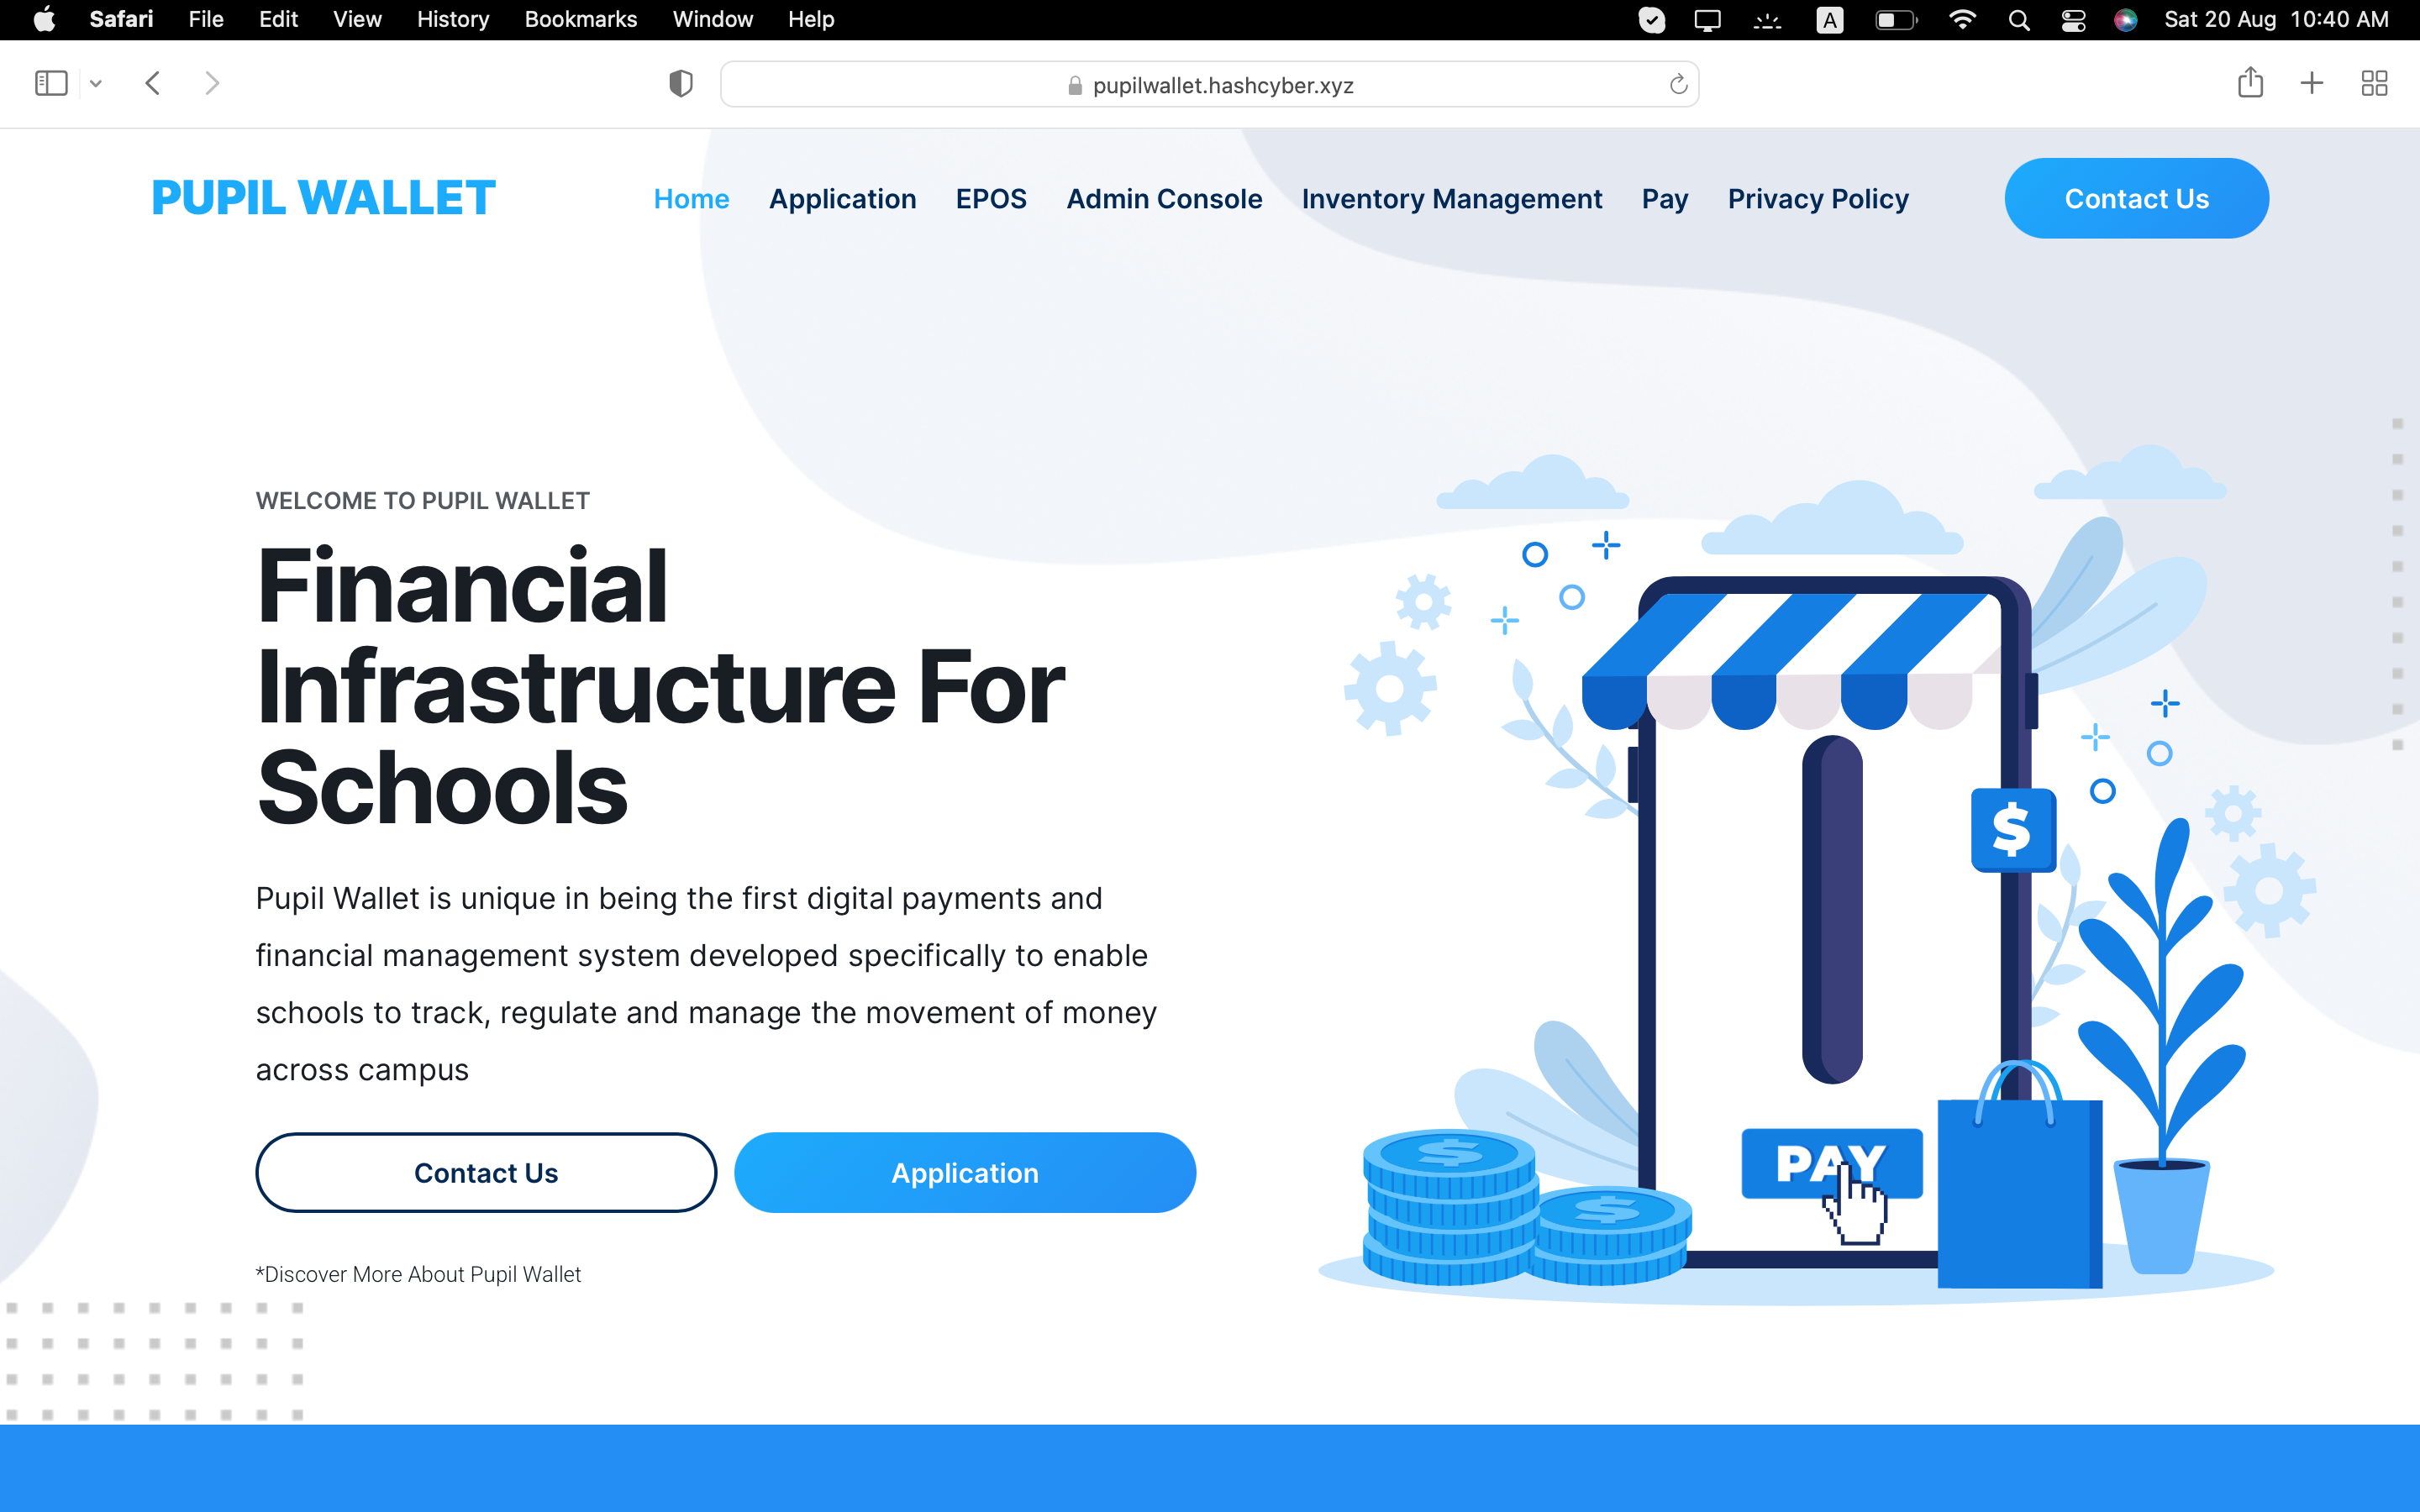 Safari File Edit View History Bookmarks Window Help A Sat 20 Aug 10:40 AM
pupilwallet.hashcyber.xyz
PUPIL WALLET Home Application EPOS Admin Console Inventory Management Pay Privacy Policy Contact Us
WELCOME TO PUPIL WALLET
Financial
Infrastructure For
Schools
Pupil Wallet is unique in being the first digital payments and
financial management system developed specifically to enable
schools to track, regulate and manage the movement of money
across campus
Contact Us Application
*Discover More About Pupil Wallet
$
PAY
$
$